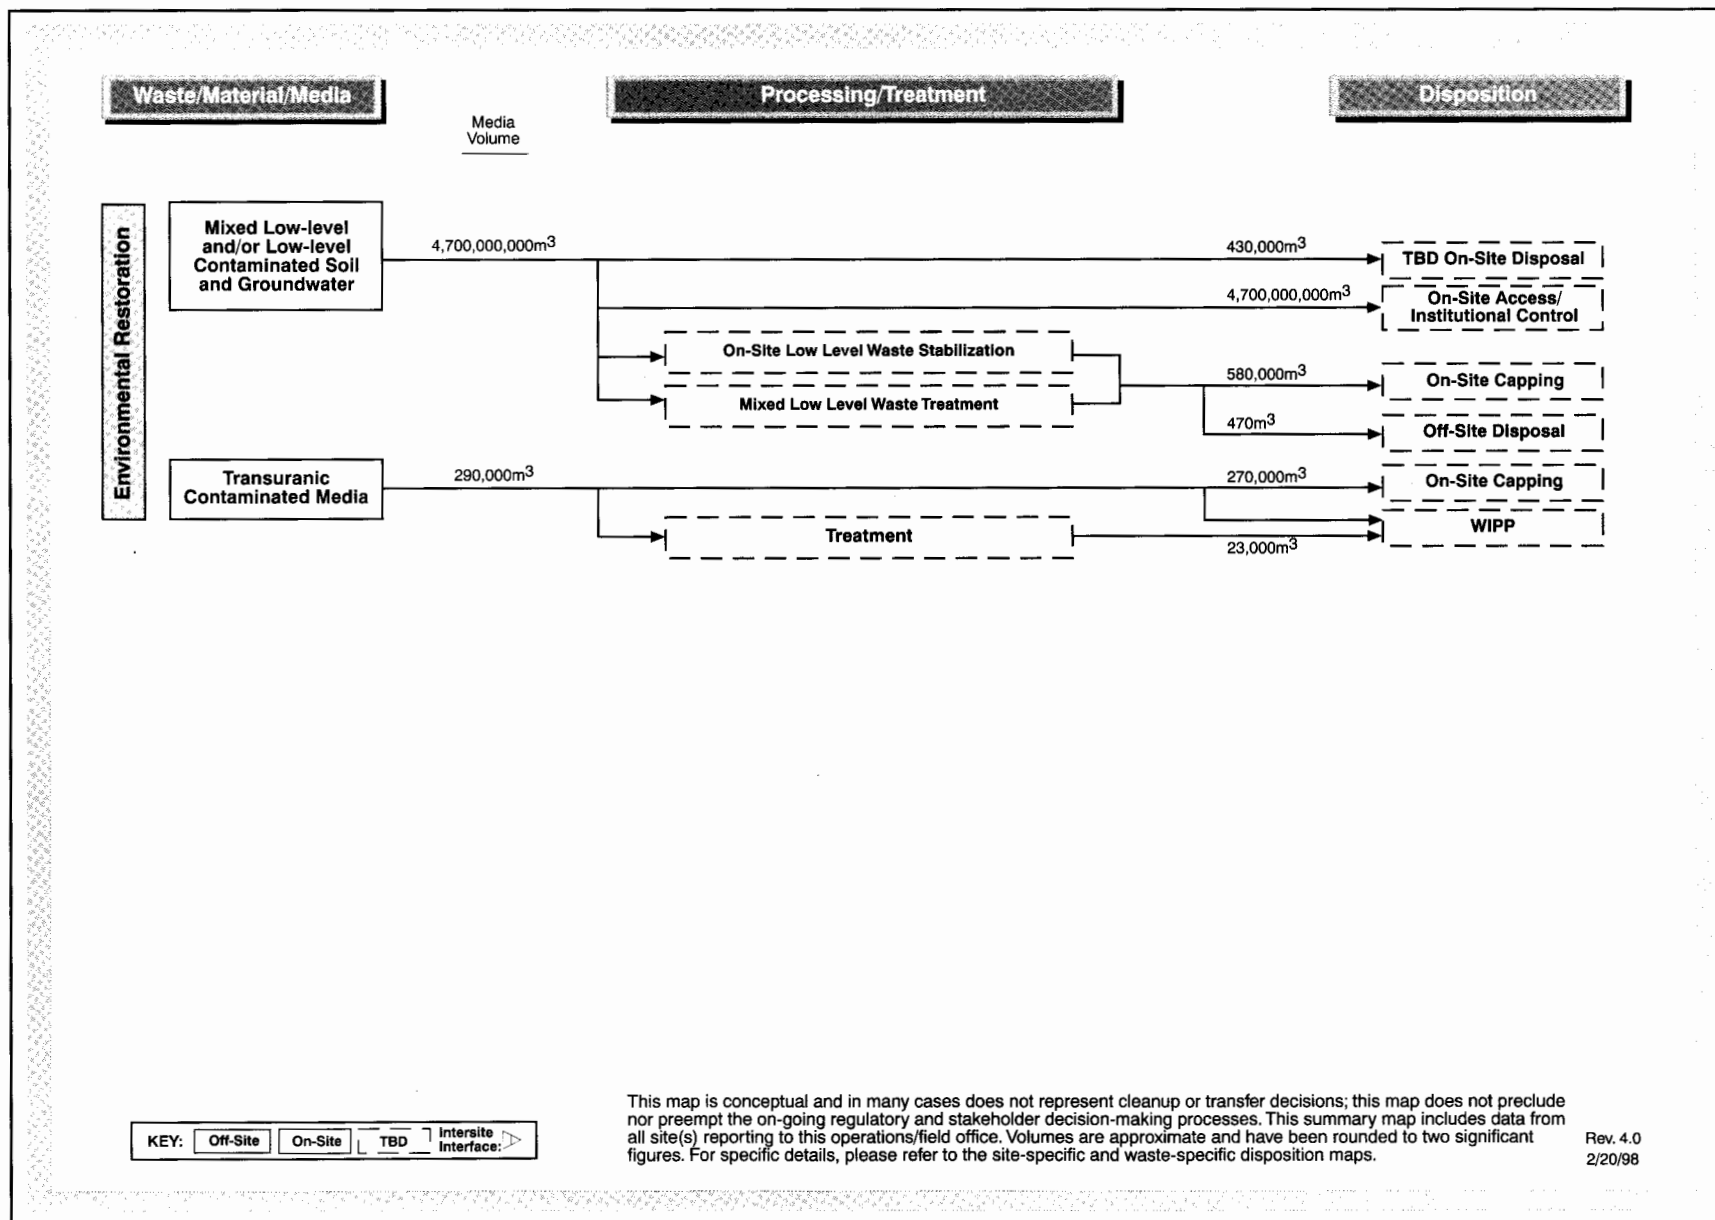 Waste/Material/Media
Processing/Treatment
Disposition
Media
Volume
Environmental Restoration
Mixed Low-level
and/or Low-level
Contaminated Soil
and Groundwater
4,700,000,000m3
430,000m3
TBD On-Site Disposal
4,700,000,000m3
On-Site Access/
Institutional Control
On-Site Low Level Waste Stabilization
Mixed Low Level Waste Treatment
580,000m3
On-Site Capping
470m3
Off-Site Disposal
Transuranic
Contaminated Media
290,000m3
270,000m3
On-Site Capping
Treatment
23,000m3
WIPP
KEY: Off-Site On-Site TBD Intersite
Interface:
This map is conceptual and in many cases does not represent cleanup or transfer decisions; this map does not preclude
nor preempt the on-going regulatory and stakeholder decision-making processes. This summary map includes data from
all site(s) reporting to this operations/field office. Volumes are approximate and have been rounded to two significant
figures. For specific details, please refer to the site-specific and waste-specific disposition maps.
Rev. 4.0
2/20/98